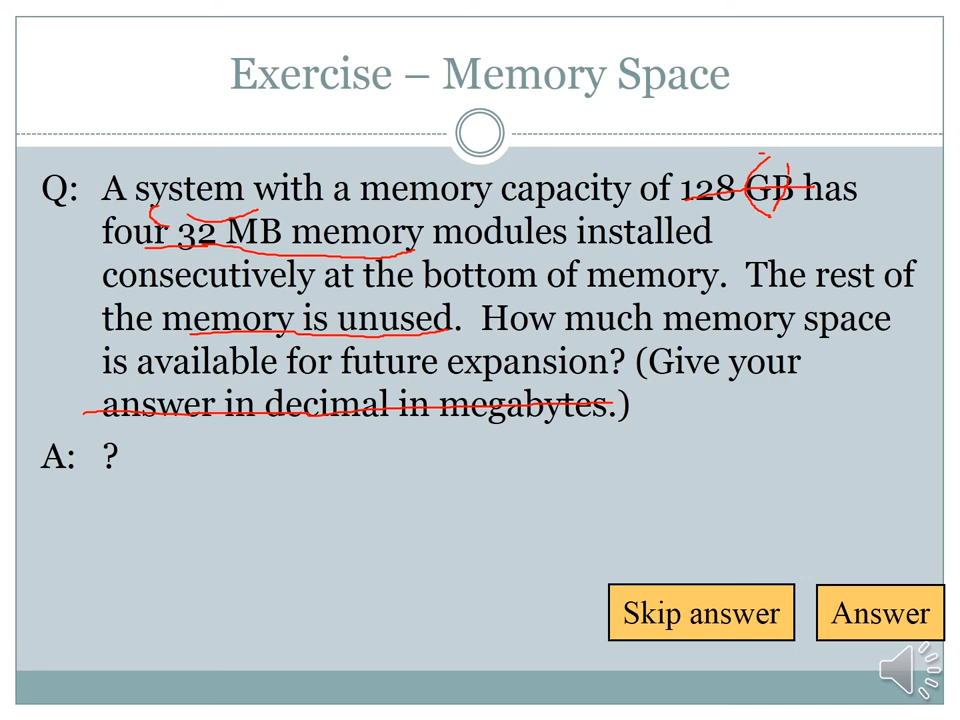 Exercise – Memory Space
Q: A system with a memory capacity of 128 GB has
four 32 MB memory modules installed
consecutively at the bottom of memory. The rest of
the memory is unused. How much memory space
is available for future expansion? (Give your
answer in decimal in megabytes.)
A: ?
Skip answer Answer